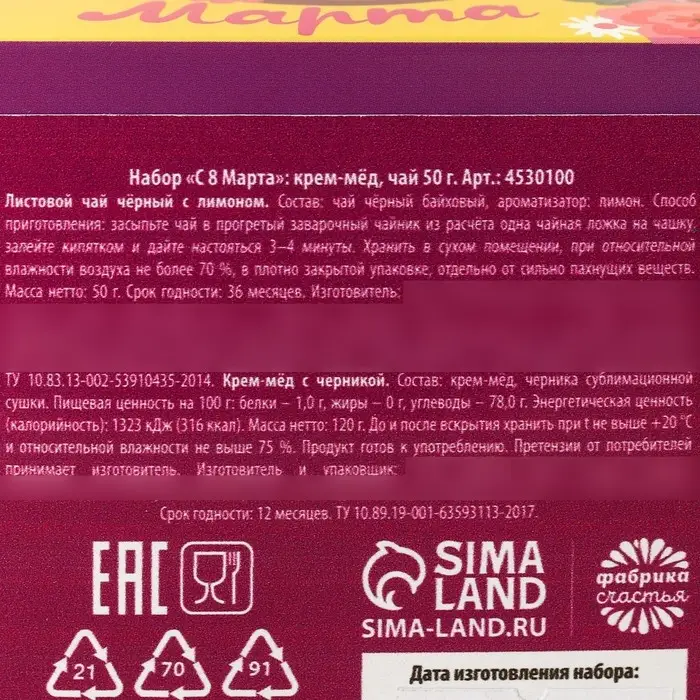 Марта
Набор «С 8 Марта»: крем-мёд, чай 50 г. Арт.: 4530100
Листовой чай чёрный с лимоном. Состав: чай чёрный байховый, ароматизатор: лимон. Способ
приготовления: засыпьте чай в прогретый заварочный чайник из расчёта одна чайная ложка на чашку,
залейте кипятком и дайте настояться 3–4 минуты. Хранить в сухом помещении, при относительной
влажности воздуха не более 70 %, в плотно закрытой упаковке, отдельно от сильно пахнущих веществ.
Масса нетто: 50 г. Срок годности: 36 месяцев. Изготовитель:
ТУ 10.83.13-002-53910435-2014. Крем-мёд с черникой. Состав: крем-мёд, черника сублимационной
сушки. Пищевая ценность на 100 г: белки – 1,0 г, жиры – 0 г, углеводы – 78,0 г. Энергетическая ценность
(калорийность): 1323 кДж (316 ккал). Масса нетто: 120 г. До и после вскрытия хранить при t не выше +20 °С
и относительной влажности не выше 75 %. Продукт готов к употреблению. Претензии от потребителей
принимает изготовитель. Изготовитель и упаковщик:
Срок годности: 12 месяцев. ТУ 10.89.19-001-63593113-2017.
EAC
SIMA
LAND
SIMA-LAND.RU
фабрика
счастья
21 70 91
Дата изготовления набора: